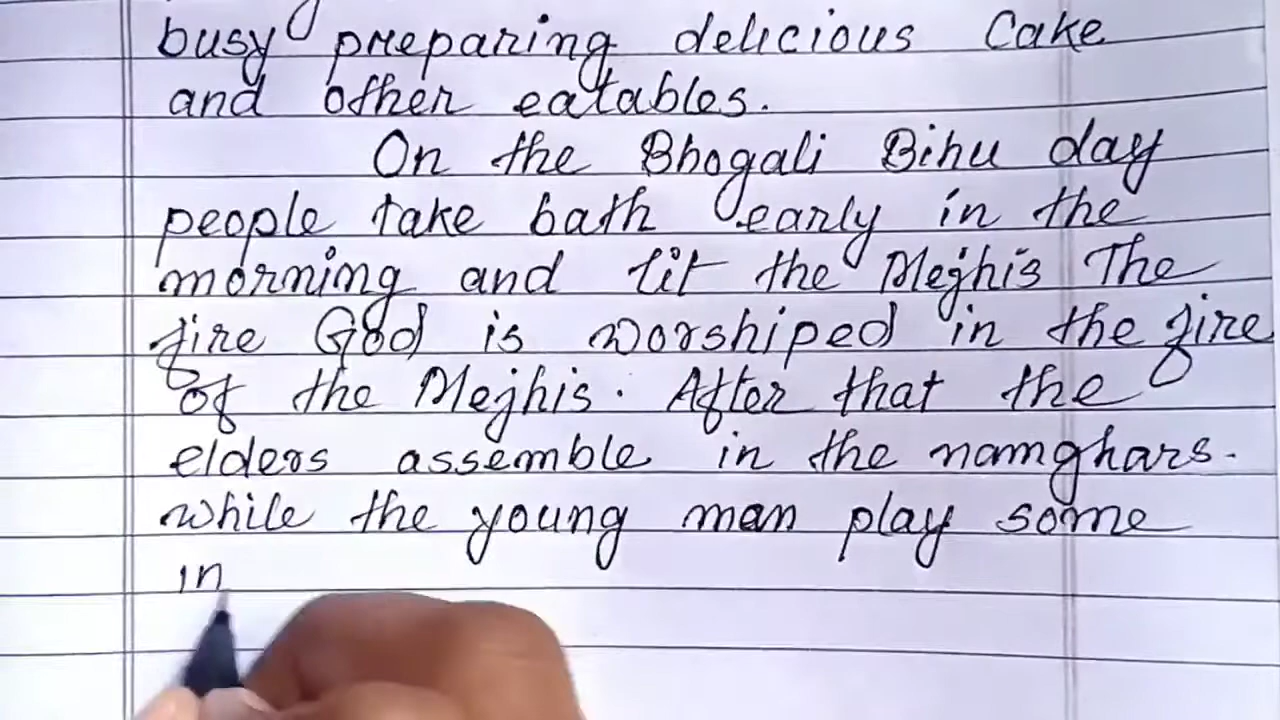 busy preparing delicious Cake
and other eatables.
On the Bhogali Bihu day
people take bath early in the
morning and lit the Mejhis The
fire God is worshiped in the fire
of the Mejhis. After that the
elders assemble in the namghars.
while the young man play some
in